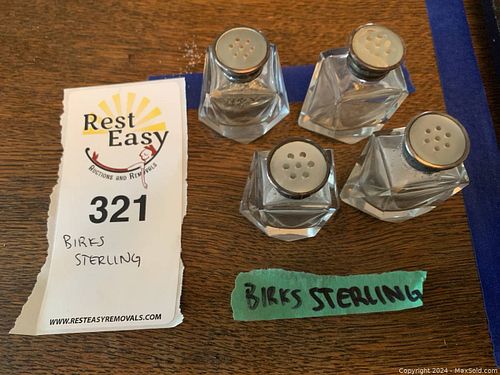 Rest
Easy
AUCTIONS AND REMOVALS
321
BIRKS
STERLING
WWW.RESTEASYREMOVALS.COM
BIRKS STERLING
Copyright © 2024 - MaxSold.com